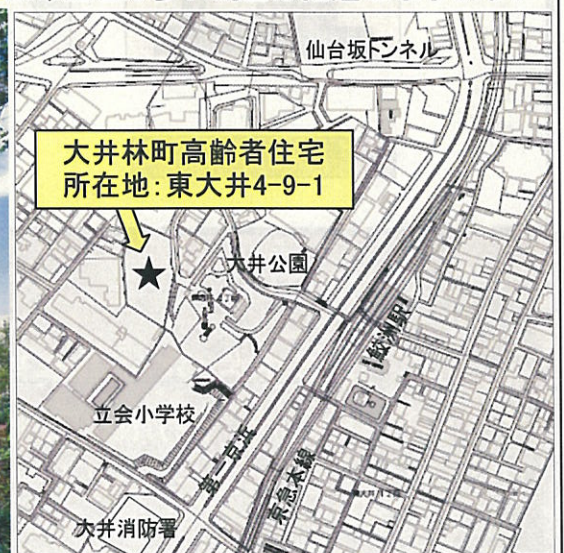 仙台坂トンネル
大井林町高齢者住宅
所在地:東大井4-9-1
大井公園
鮫洲駅
立会小学校
第一京浜
京急本線
大井消防署